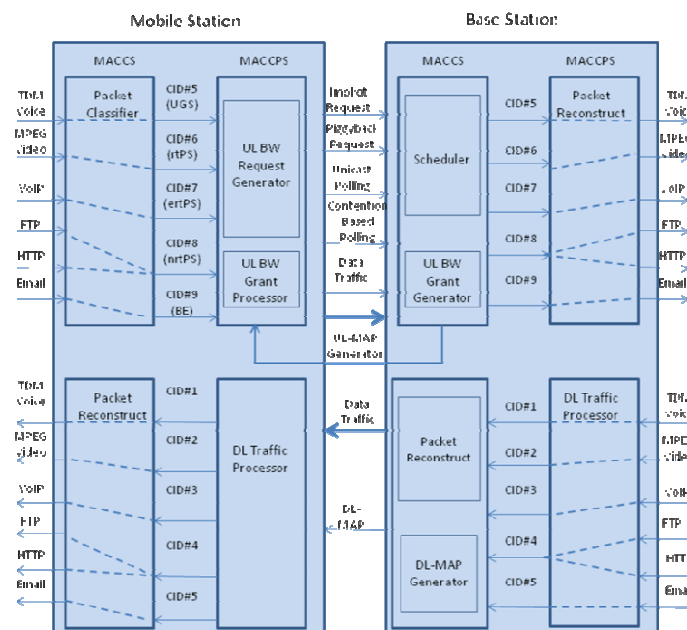 Mobile Station
Base Station
MACCS
MACCPS
MACCS
MACCPS
TDM
Voice
MPEG
video
VoIP
FTP
HTTP
Email
Packet
Classifier
CID#5
(UGS)
CID#6
(rtPS)
CID#7
(ertPS)
CID#8
(nrtPS)
CID#9
(BE)
UL BW
Request
Generator
UL BW
Grant
Processor
Implicit
Request
Piggyback
Request
Unicast
Polling
Contention
Based
Polling
Data
Traffic
UL-MAP
Generator
Scheduler
UL BW
Grant
Generator
CID#5
CID#6
CID#7
CID#8
CID#9
Packet
Reconstruct
Voice
VoIP
FTP
HTTP
Email
TDM
Voice
MPEG
video
VoIP
FTP
HTTP
Email
Packet
Reconstruct
CID#1
CID#2
CID#3
CID#4
CID#5
DL Traffic
Processor
Data
Traffic
DL-
MAP
Packet
Reconstruct
DL-MAP
Generator
CID#1
CID#2
CID#3
CID#4
CID#5
DL Traffic
Processor
Voice
VoIP
FTP